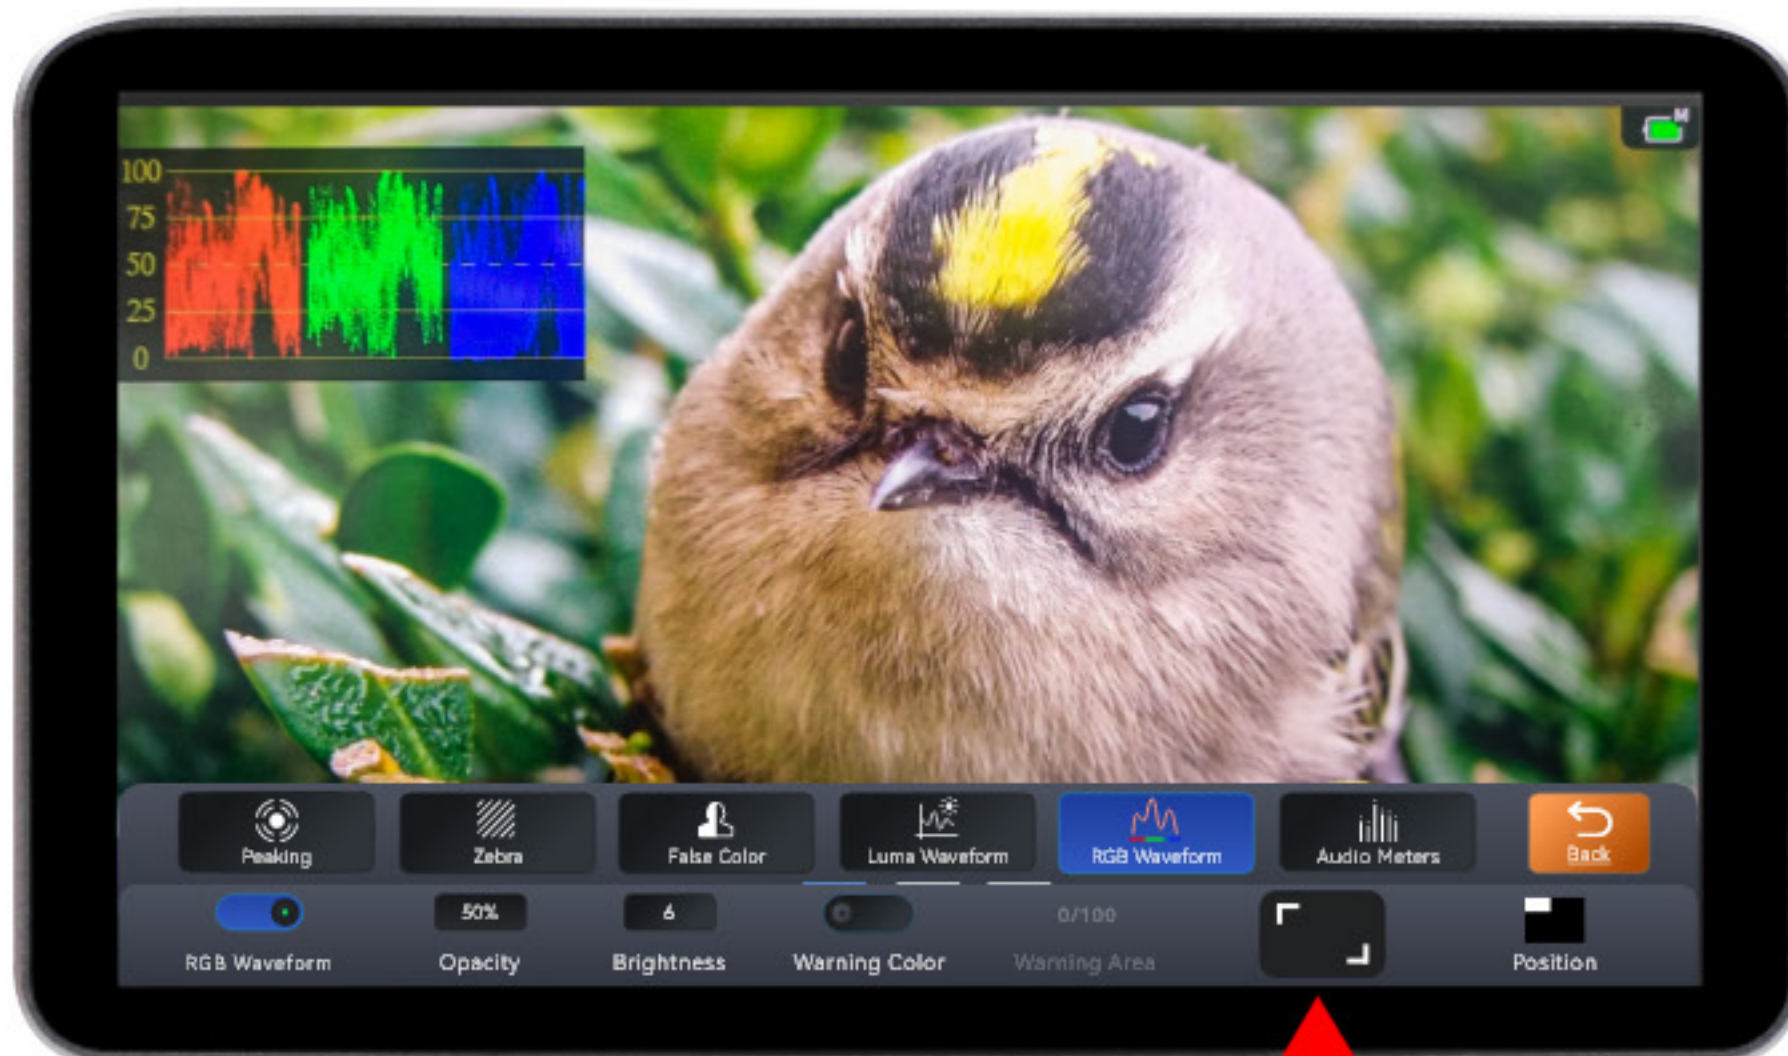 M
100
75
50
25
0
Peaking
Zebra
False Color
Luma Waveform
RGB Waveform
Audio Meters
Back
50%
6
0/100
RGB Waveform
Opacity
Brightness
Warning Color
Warning Area
Position